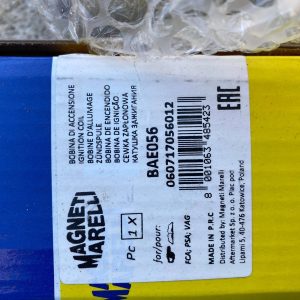 BOBINA DI ACCENSIONE
IGNITION COIL
BOBINE D'ALLUMAGE
ZÜNDSPULE
BOBINA DE ENCENDIDO
BOBINA DE IGNIÇÃO
CEWKA ZAPŁONOWA
КАТУШКА ЗАЖИГАНИЯ
BAE056
060717056012
8 001063 485423
EAC
MAGNETI
MARELLI
PC 1 X
for/pour:
FCA; PSA, VAG
MADE IN P.R.C
Distributed by: Magneti Marelli
Aftermarket Sp. z o.o. Plac pod
Lipami 5, 40-476 Katowice, Poland
MAM